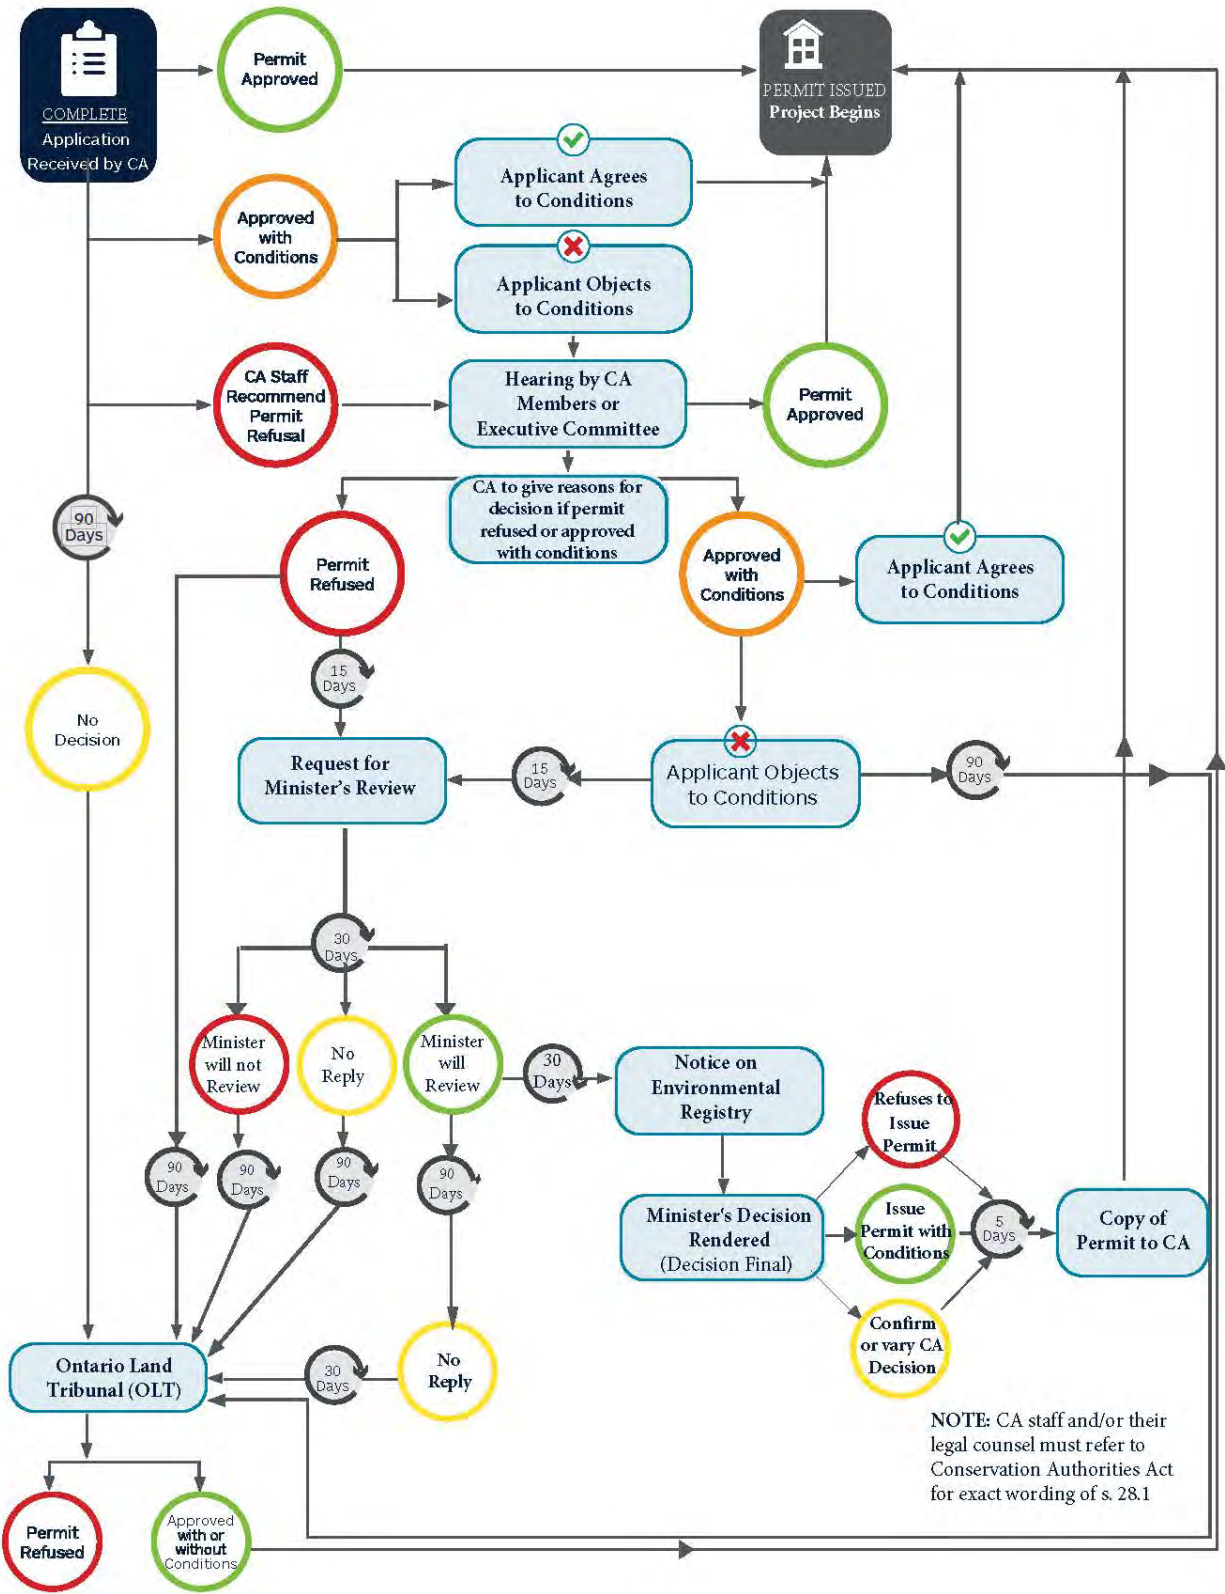 COMPLETE
Application
Received by CA
Permit
Approved
PERMIT ISSUED
Project Begins
Approved
with
Conditions
Applicant Agrees
to Conditions
Applicant Objects
to Conditions
CA Staff
Recommend
Permit
Refusal
Hearing by CA
Members or
Executive Committee
Permit
Approved
90
Days
CA to give reasons for
decision if permit
refused or approved
with conditions
Permit
Refused
Approved
with
Conditions
Applicant Agrees
to Conditions
15
Days
No
Decision
Request for
Minister's Review
15
Days
Applicant Objects
to Conditions
90
Days
30
Days
Minister
will not
Review
No
Reply
Minister
will
Review
30
Days
Notice on
Environmental
Registry
Refuses to
Issue
Permit
90
Days
90
Days
90
Days
90
Days
Minister's Decision
Rendered
(Decision Final)
Issue
Permit with
Conditions
5
Days
Copy of
Permit to CA
Confirm
or vary CA
Decision
Ontario Land
Tribunal (OLT)
30
Days
No
Reply
NOTE: CA staff and/or their
legal counsel must refer to
Conservation Authorities Act
for exact wording of s. 28.1
Permit
Refused
Approved
with or
without
Conditions